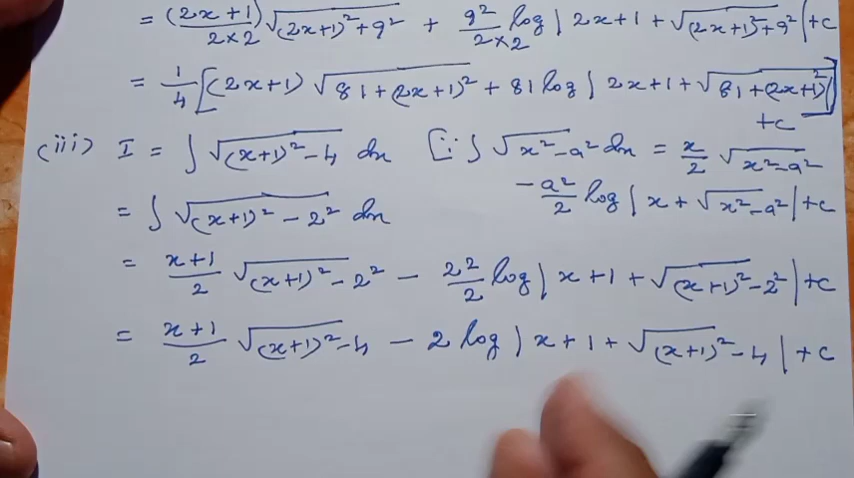 = (2x+1)/(2×2) √((2x+1)²+9²) + 9²/(2×2) log | 2x+1 + √((2x+1)²+9²) | +c
= 1/4 [(2x+1) √(81+(2x+1)²) + 81 log | 2x+1 + √(81+(2x+1)²) |] +c
(iii) I = ∫ √((x+1)²-4) dx [∵ ∫ √(x²-a²) dx = x/2 √(x²-a²)
- a²/2 log | x + √(x²-a²) | +c
= ∫ √((x+1)² - 2²) dx
= (x+1)/2 √((x+1)²-2²) - 2²/2 log | x+1 + √((x+1)²-2²) | +c
= (x+1)/2 √((x+1)²-4) - 2 log | x+1 + √((x+1)²-4) | +c